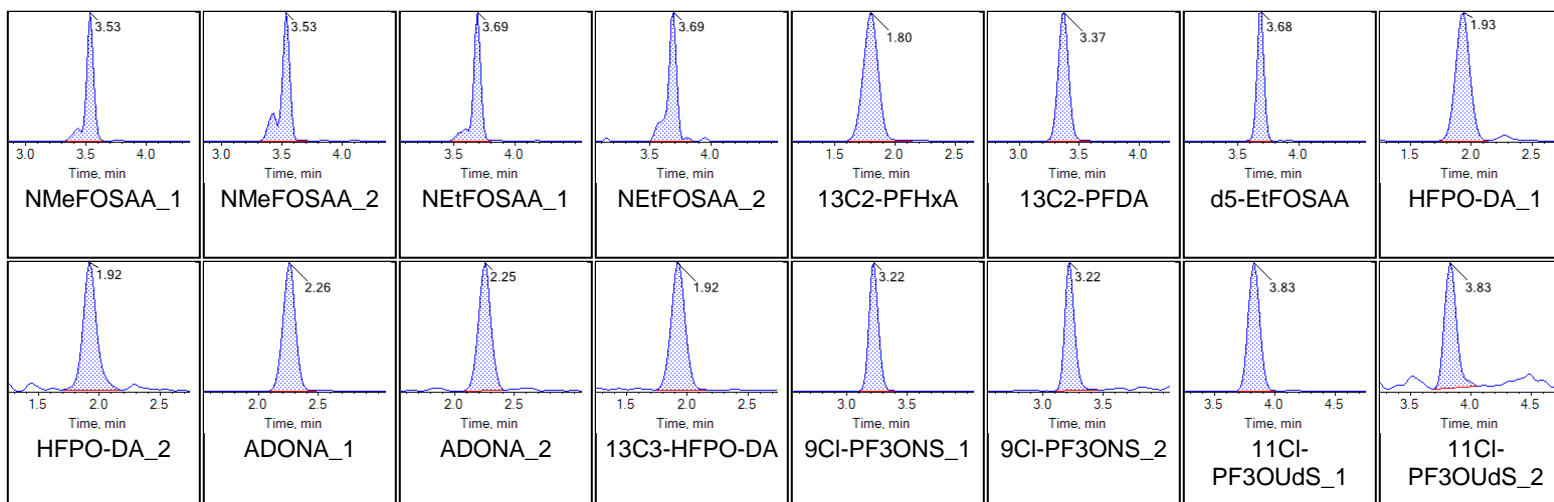 3.53 3.53 3.69 3.69 1.80 3.37 3.68 1.93
3.0 3.5 4.0 3.0 3.5 4.0 3.5 4.0 3.5 4.0 1.5 2.0 2.5 3.0 3.5 4.0 3.5 4.0 1.5 2.0 2.5
Time, min Time, min Time, min Time, min Time, min Time, min Time, min Time, min
NMeFOSAA_1 NMeFOSAA_2 NEtFOSAA_1 NEtFOSAA_2 13C2-PFHxA 13C2-PFDA d5-EtFOSAA HFPO-DA_1
1.92 2.26 2.25 1.92 3.22 3.22 3.83 3.83
1.5 2.0 2.5 2.0 2.5 2.0 2.5 1.5 2.0 2.5 3.0 3.5 3.0 3.5 3.5 4.0 4.5 3.5 4.0 4.5
Time, min Time, min Time, min Time, min Time, min Time, min Time, min Time, min
HFPO-DA_2 ADONA_1 ADONA_2 13C3-HFPO-DA 9Cl-PF3ONS_1 9Cl-PF3ONS_2 11Cl- 11Cl-
PF3OUdS_1 PF3OUdS_2